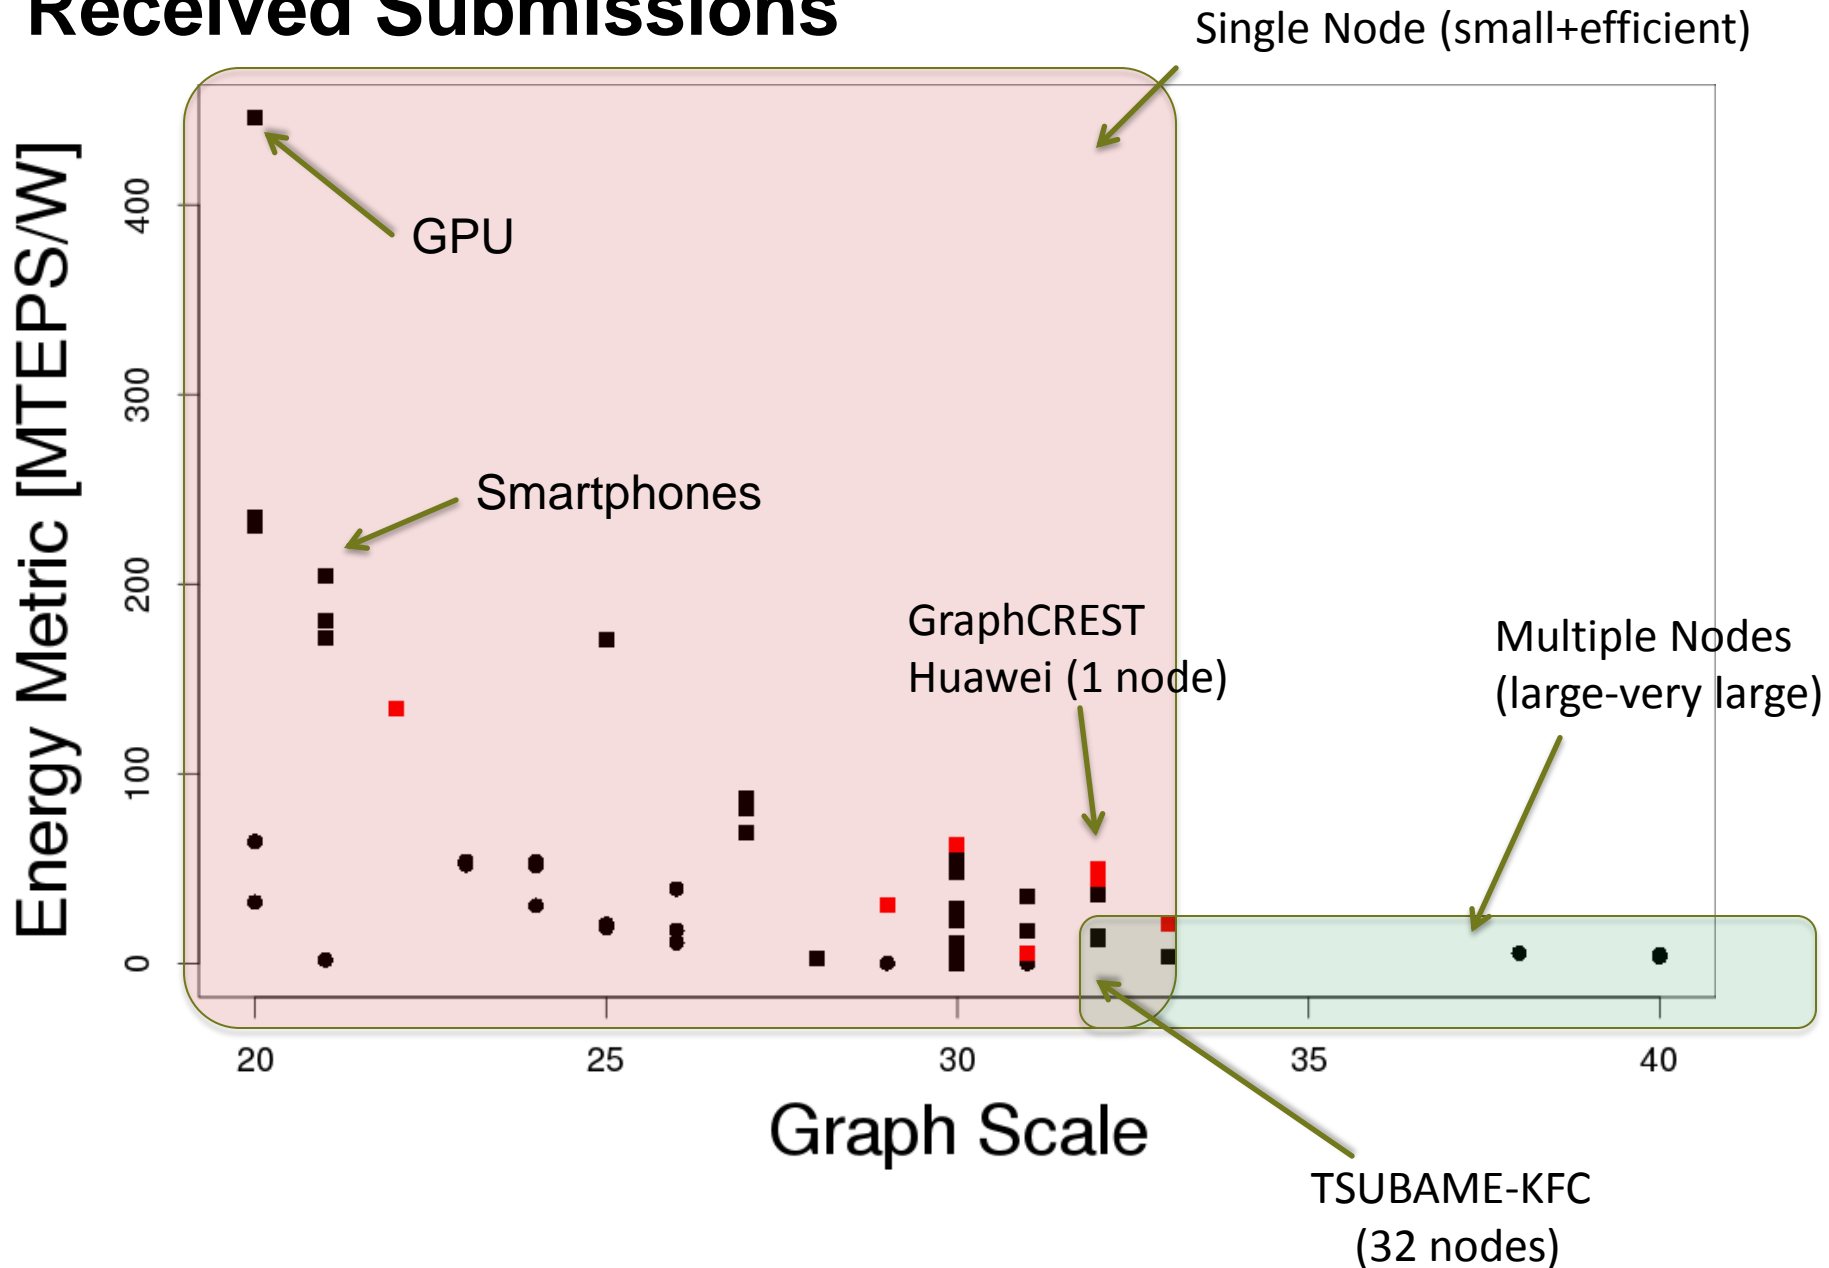 Received Submissions
Single Node (small+efficient)
Energy Metric [MTEPS/W]
400
300
200
100
0
GPU
Smartphones
GraphCREST
Huawei (1 node)
Multiple Nodes
(large-very large)
20
25
30
35
40
Graph Scale
TSUBAME-KFC
(32 nodes)